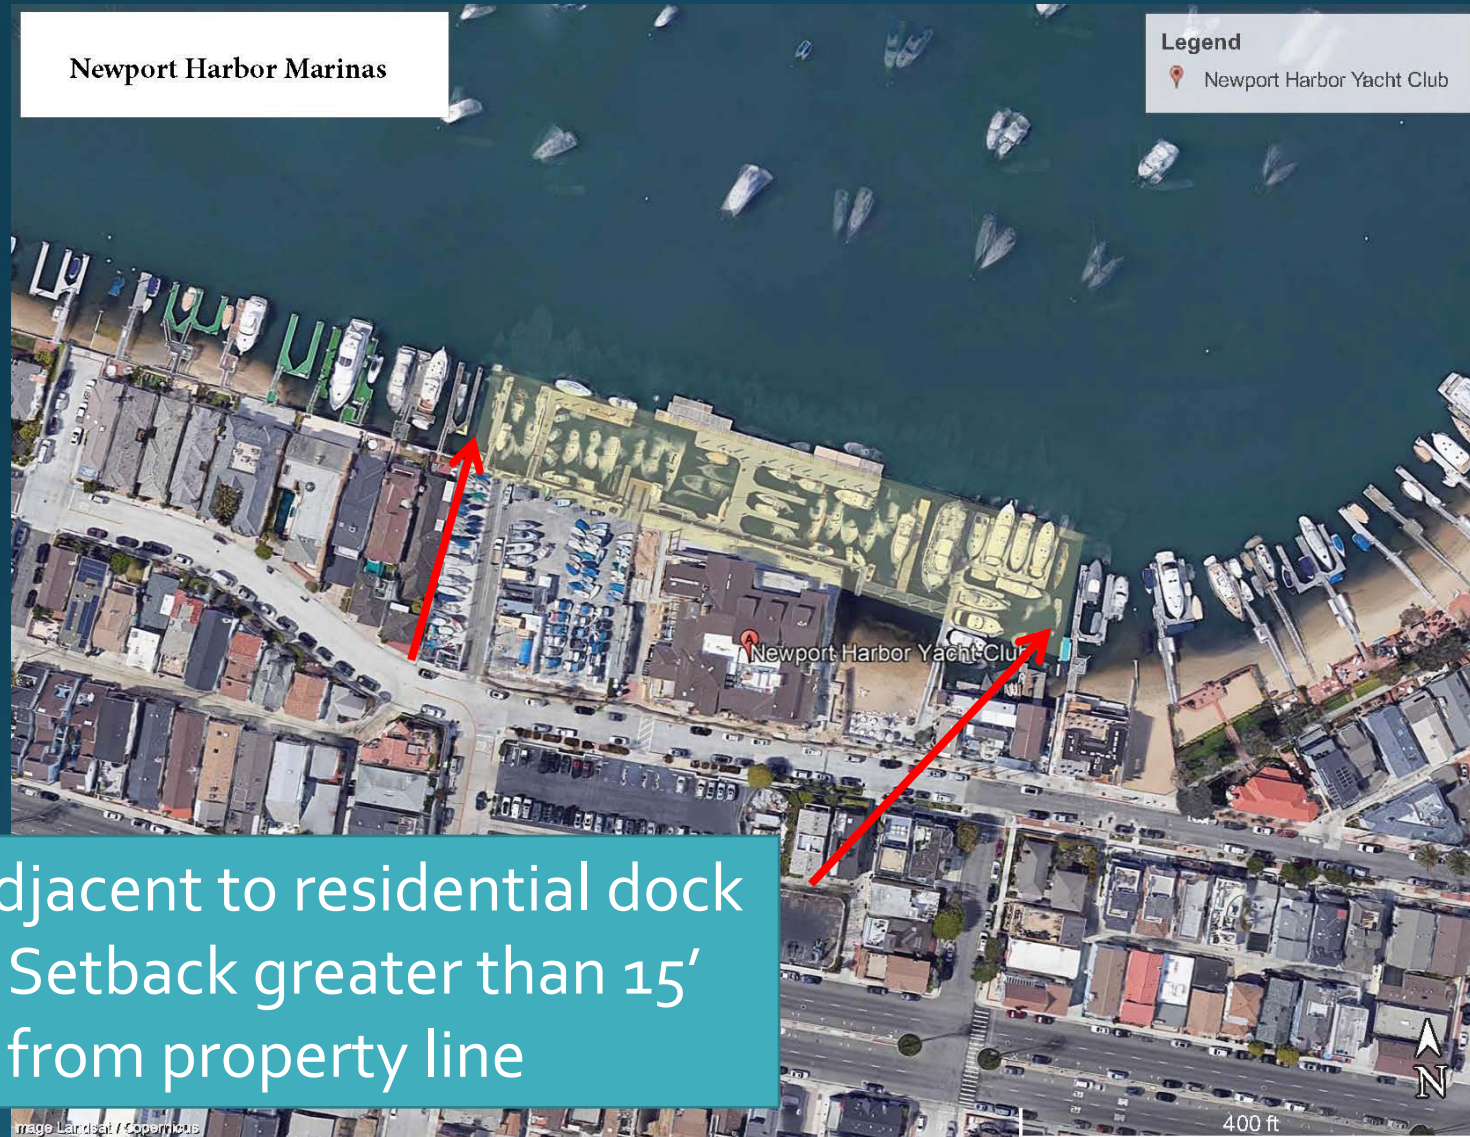 Newport Harbor Marinas
Legend
Newport Harbor Yacht Club
A
Newport Harbor Yacht Club
djacent to residential dock
Setback greater than 15′
from property line
N
400 ft
mage Landsat / Copernicus